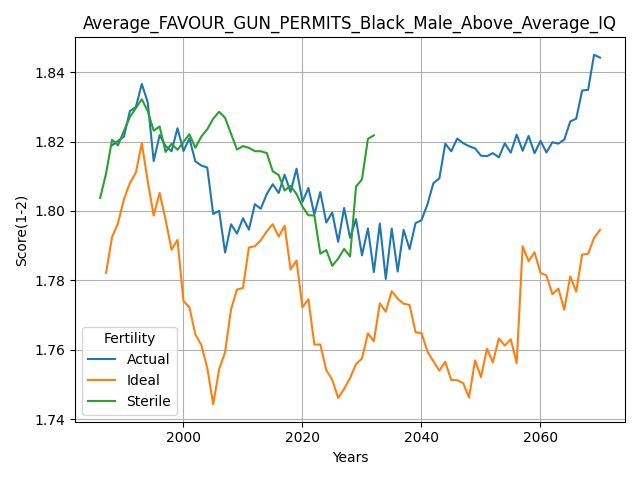 Average_FAVOUR_GUN_PERMITS_Black_Male_Above_Average_IQ
Score(1-2)
1.84
1.82
1.80
1.78
1.76
1.74
Fertility
Actual
Ideal
Sterile
2000
2020
2040
2060
Years